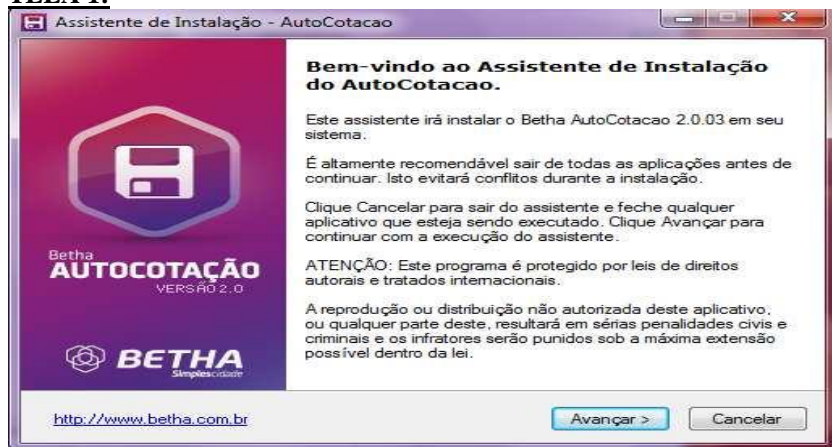 TELA 1:
Assistente de Instalação - AutoCotacao
Bem-vindo ao Assistente de Instalação
do AutoCotacao.
Este assistente irá instalar o Betha AutoCotacao 2.0.03 em seu
sistema.
É altamente recomendável sair de todas as aplicações antes de
continuar. Isto evitará conflitos durante a instalação.
Clique Cancelar para sair do assistente e feche qualquer
aplicativo que esteja sendo executado. Clique Avançar para
continuar com a execução do assistente.
ATENÇÃO: Este programa é protegido por leis de direitos
autorais e tratados internacionais.
A reprodução ou distribuição não autorizada deste aplicativo,
ou qualquer parte deste, resultará em sérias penalidades civis e
criminais e os infratores serão punidos sob a máxima extensão
possível dentro da lei.
Betha
AUTOCOTAÇÃO
VERSÃO 2.0
BETHA
Simplescidade
http://www.betha.com.br
Avançar >
Cancelar